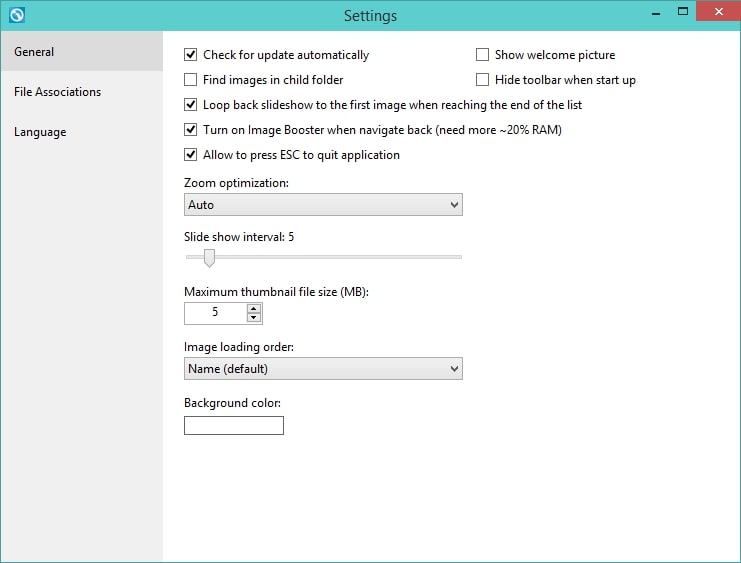 Settings
General
File Associations
Language
Check for update automatically
Show welcome picture
Find images in child folder
Hide toolbar when start up
Loop back slideshow to the first image when reaching the end of the list
Turn on Image Booster when navigate back (need more ~20% RAM)
Allow to press ESC to quit application
Zoom optimization:
Auto
Slide show interval: 5
Maximum thumbnail file size (MB):
5
Image loading order:
Name (default)
Background color: